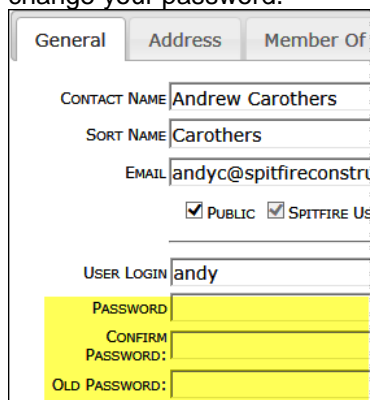 change your password.
General Address Member Of
CONTACT NAME Andrew Carothers
SORT NAME Carothers
EMAIL andyc@spitfireconstru
PUBLIC SPITFIRE Us
USER LOGIN andy
PASSWORD
CONFIRM
PASSWORD:
OLD PASSWORD: